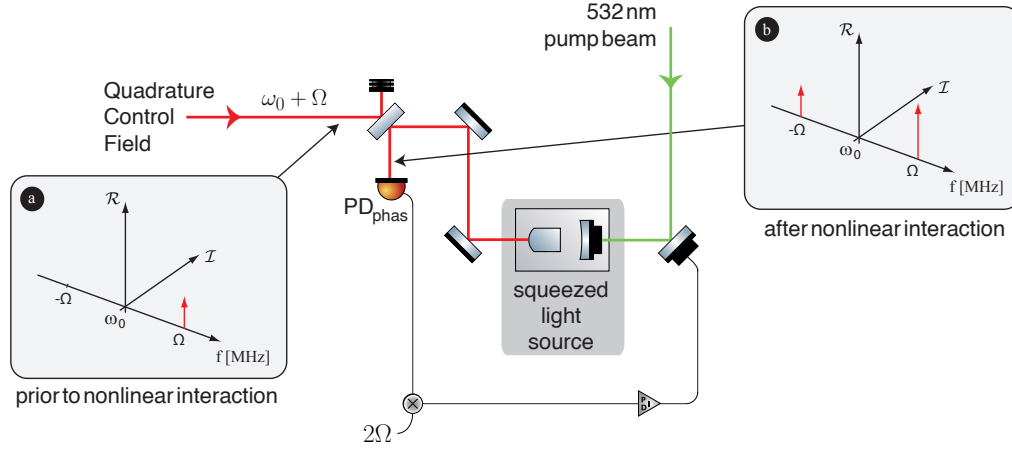 532 nm
pump beam
Quadrature
Control
Field
ω₀ + Ω
PD_phas
a
ℛ
ℐ
-Ω
ω₀
Ω
f [MHz]
prior to nonlinear interaction
b
ℛ
ℐ
-Ω
ω₀
Ω
f [MHz]
after nonlinear interaction
squeezed
light
source
2Ω
P
I
D